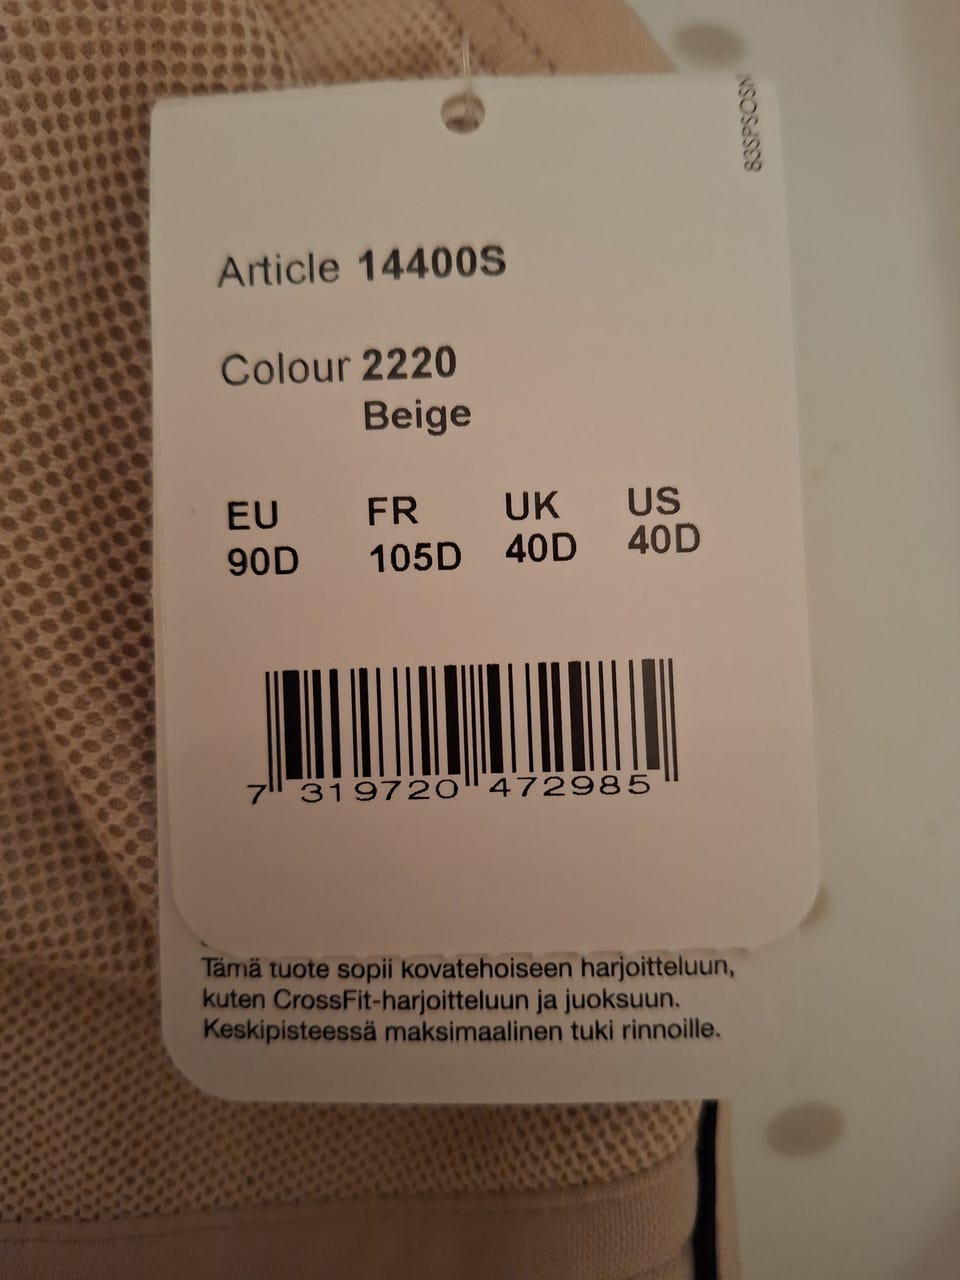 83SPSOSN
Article 14400S
Colour 2220
Beige
EU FR UK US
90D 105D 40D 40D
7 319720 472985
Tämä tuote sopii kovatehoiseen harjoitteluun,
kuten CrossFit-harjoitteluun ja juoksuun.
Keskipisteessä maksimaalinen tuki rinnoille.